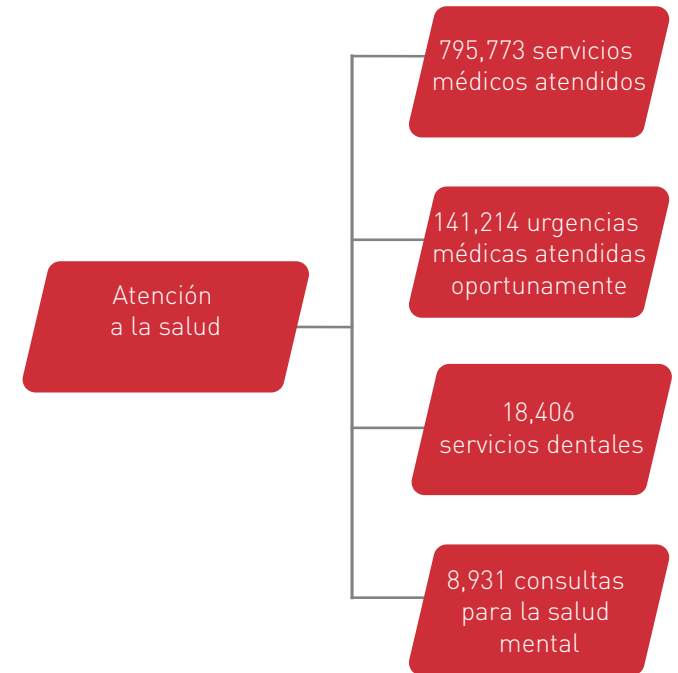 795,773 servicios
médicos atendidos
141,214 urgencias
médicas atendidas
oportunamente
Atención
a la salud
18,406
servicios dentales
8,931 consultas
para la salud
mental